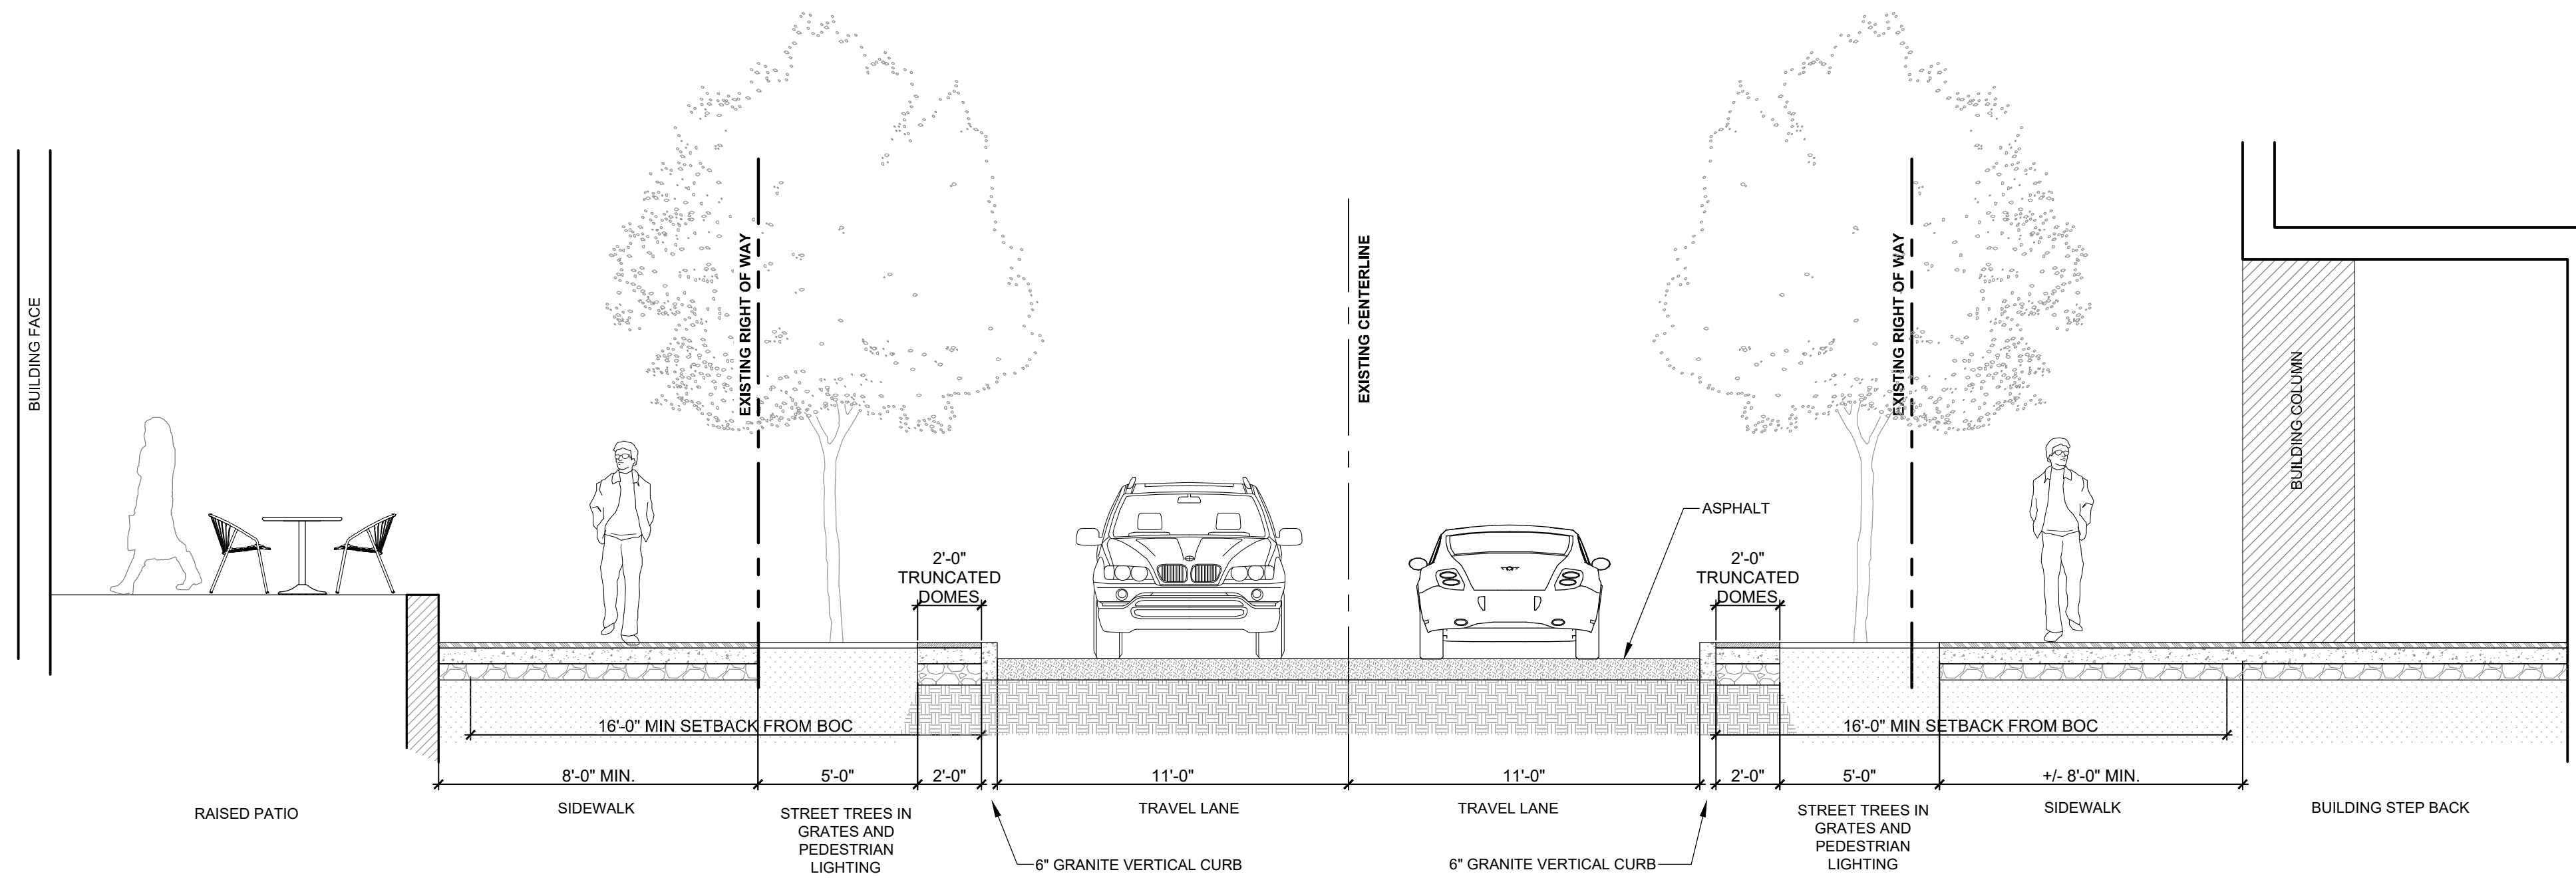 BUILDING FACE
EXISTING RIGHT OF WAY
EXISTING CENTERLINE
EXISTING RIGHT OF WAY
BUILDING COLUMN
ASPHALT
2'-0"
TRUNCATED
DOMES
2'-0"
TRUNCATED
DOMES
16'-0" MIN SETBACK FROM BOC
16'-0" MIN SETBACK FROM BOC
8'-0" MIN.
5'-0"
2'-0"
11'-0"
11'-0"
2'-0"
5'-0"
+/- 8'-0" MIN.
RAISED PATIO
SIDEWALK
STREET TREES IN
GRATES AND
PEDESTRIAN
LIGHTING
TRAVEL LANE
TRAVEL LANE
STREET TREES IN
GRATES AND
PEDESTRIAN
LIGHTING
SIDEWALK
BUILDING STEP BACK
6" GRANITE VERTICAL CURB
6" GRANITE VERTICAL CURB